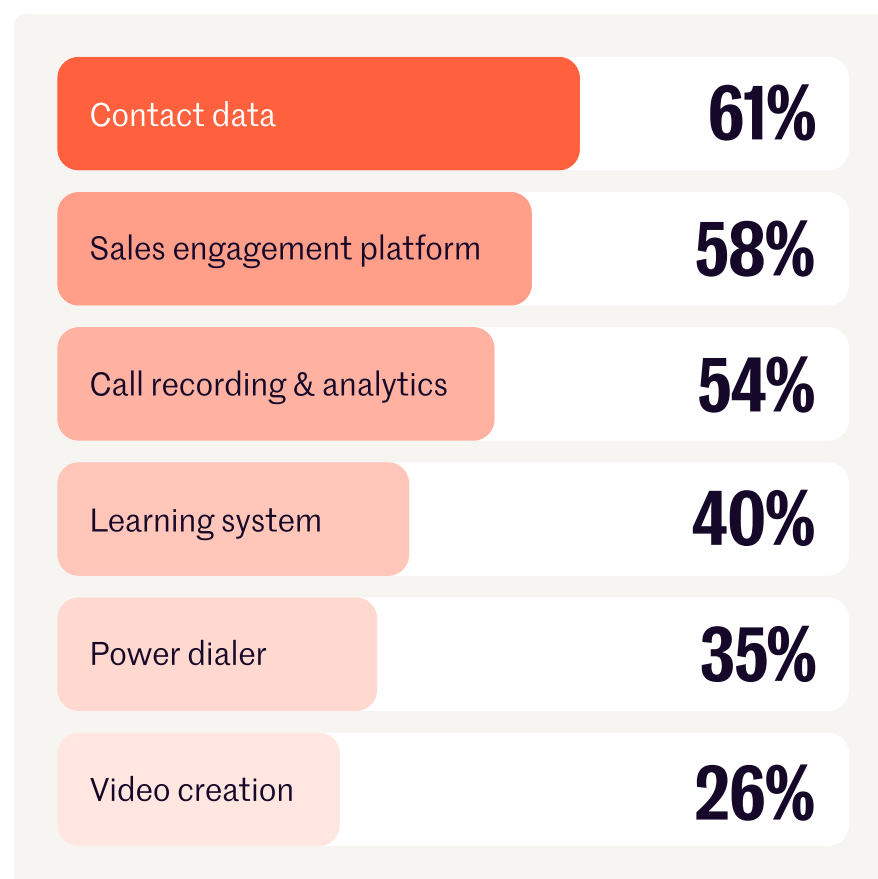 Contact data 61%
Sales engagement platform 58%
Call recording & analytics 54%
Learning system 40%
Power dialer 35%
Video creation 26%